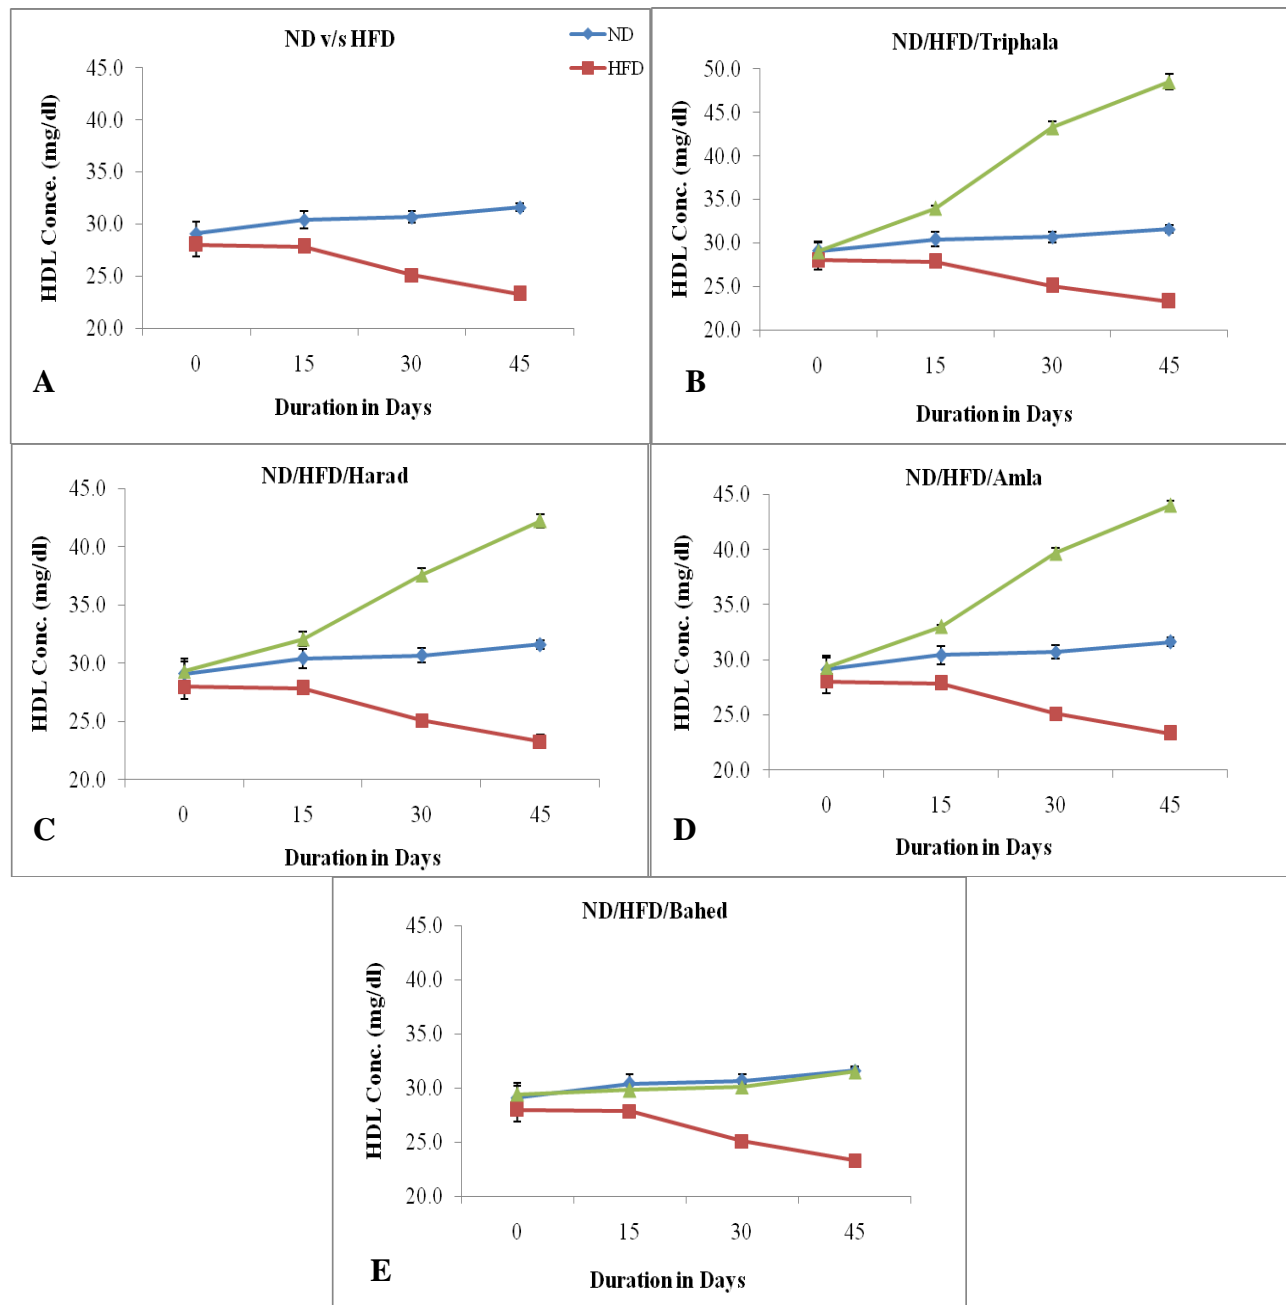 ND v/s HFD
ND
HFD
45.0
40.0
35.0
30.0
25.0
20.0
HDL Conce. (mg/dl)
0 15 30 45
Duration in Days
A
ND/HFD/Triphala
50.0
45.0
40.0
35.0
30.0
25.0
20.0
HDL Conc. (mg/dl)
0 15 30 45
Duration in Days
B
ND/HFD/Harad
45.0
40.0
35.0
30.0
25.0
20.0
HDL Conc. (mg/dl)
0 15 30 45
Duration in Days
C
ND/HFD/Amla
45.0
40.0
35.0
30.0
25.0
20.0
HDL Conc. (mg/dl)
0 15 30 45
Duration in Days
D
ND/HFD/Bahed
45.0
40.0
35.0
30.0
25.0
20.0
HDL Conc. (mg/dl)
0 15 30 45
Duration in Days
E